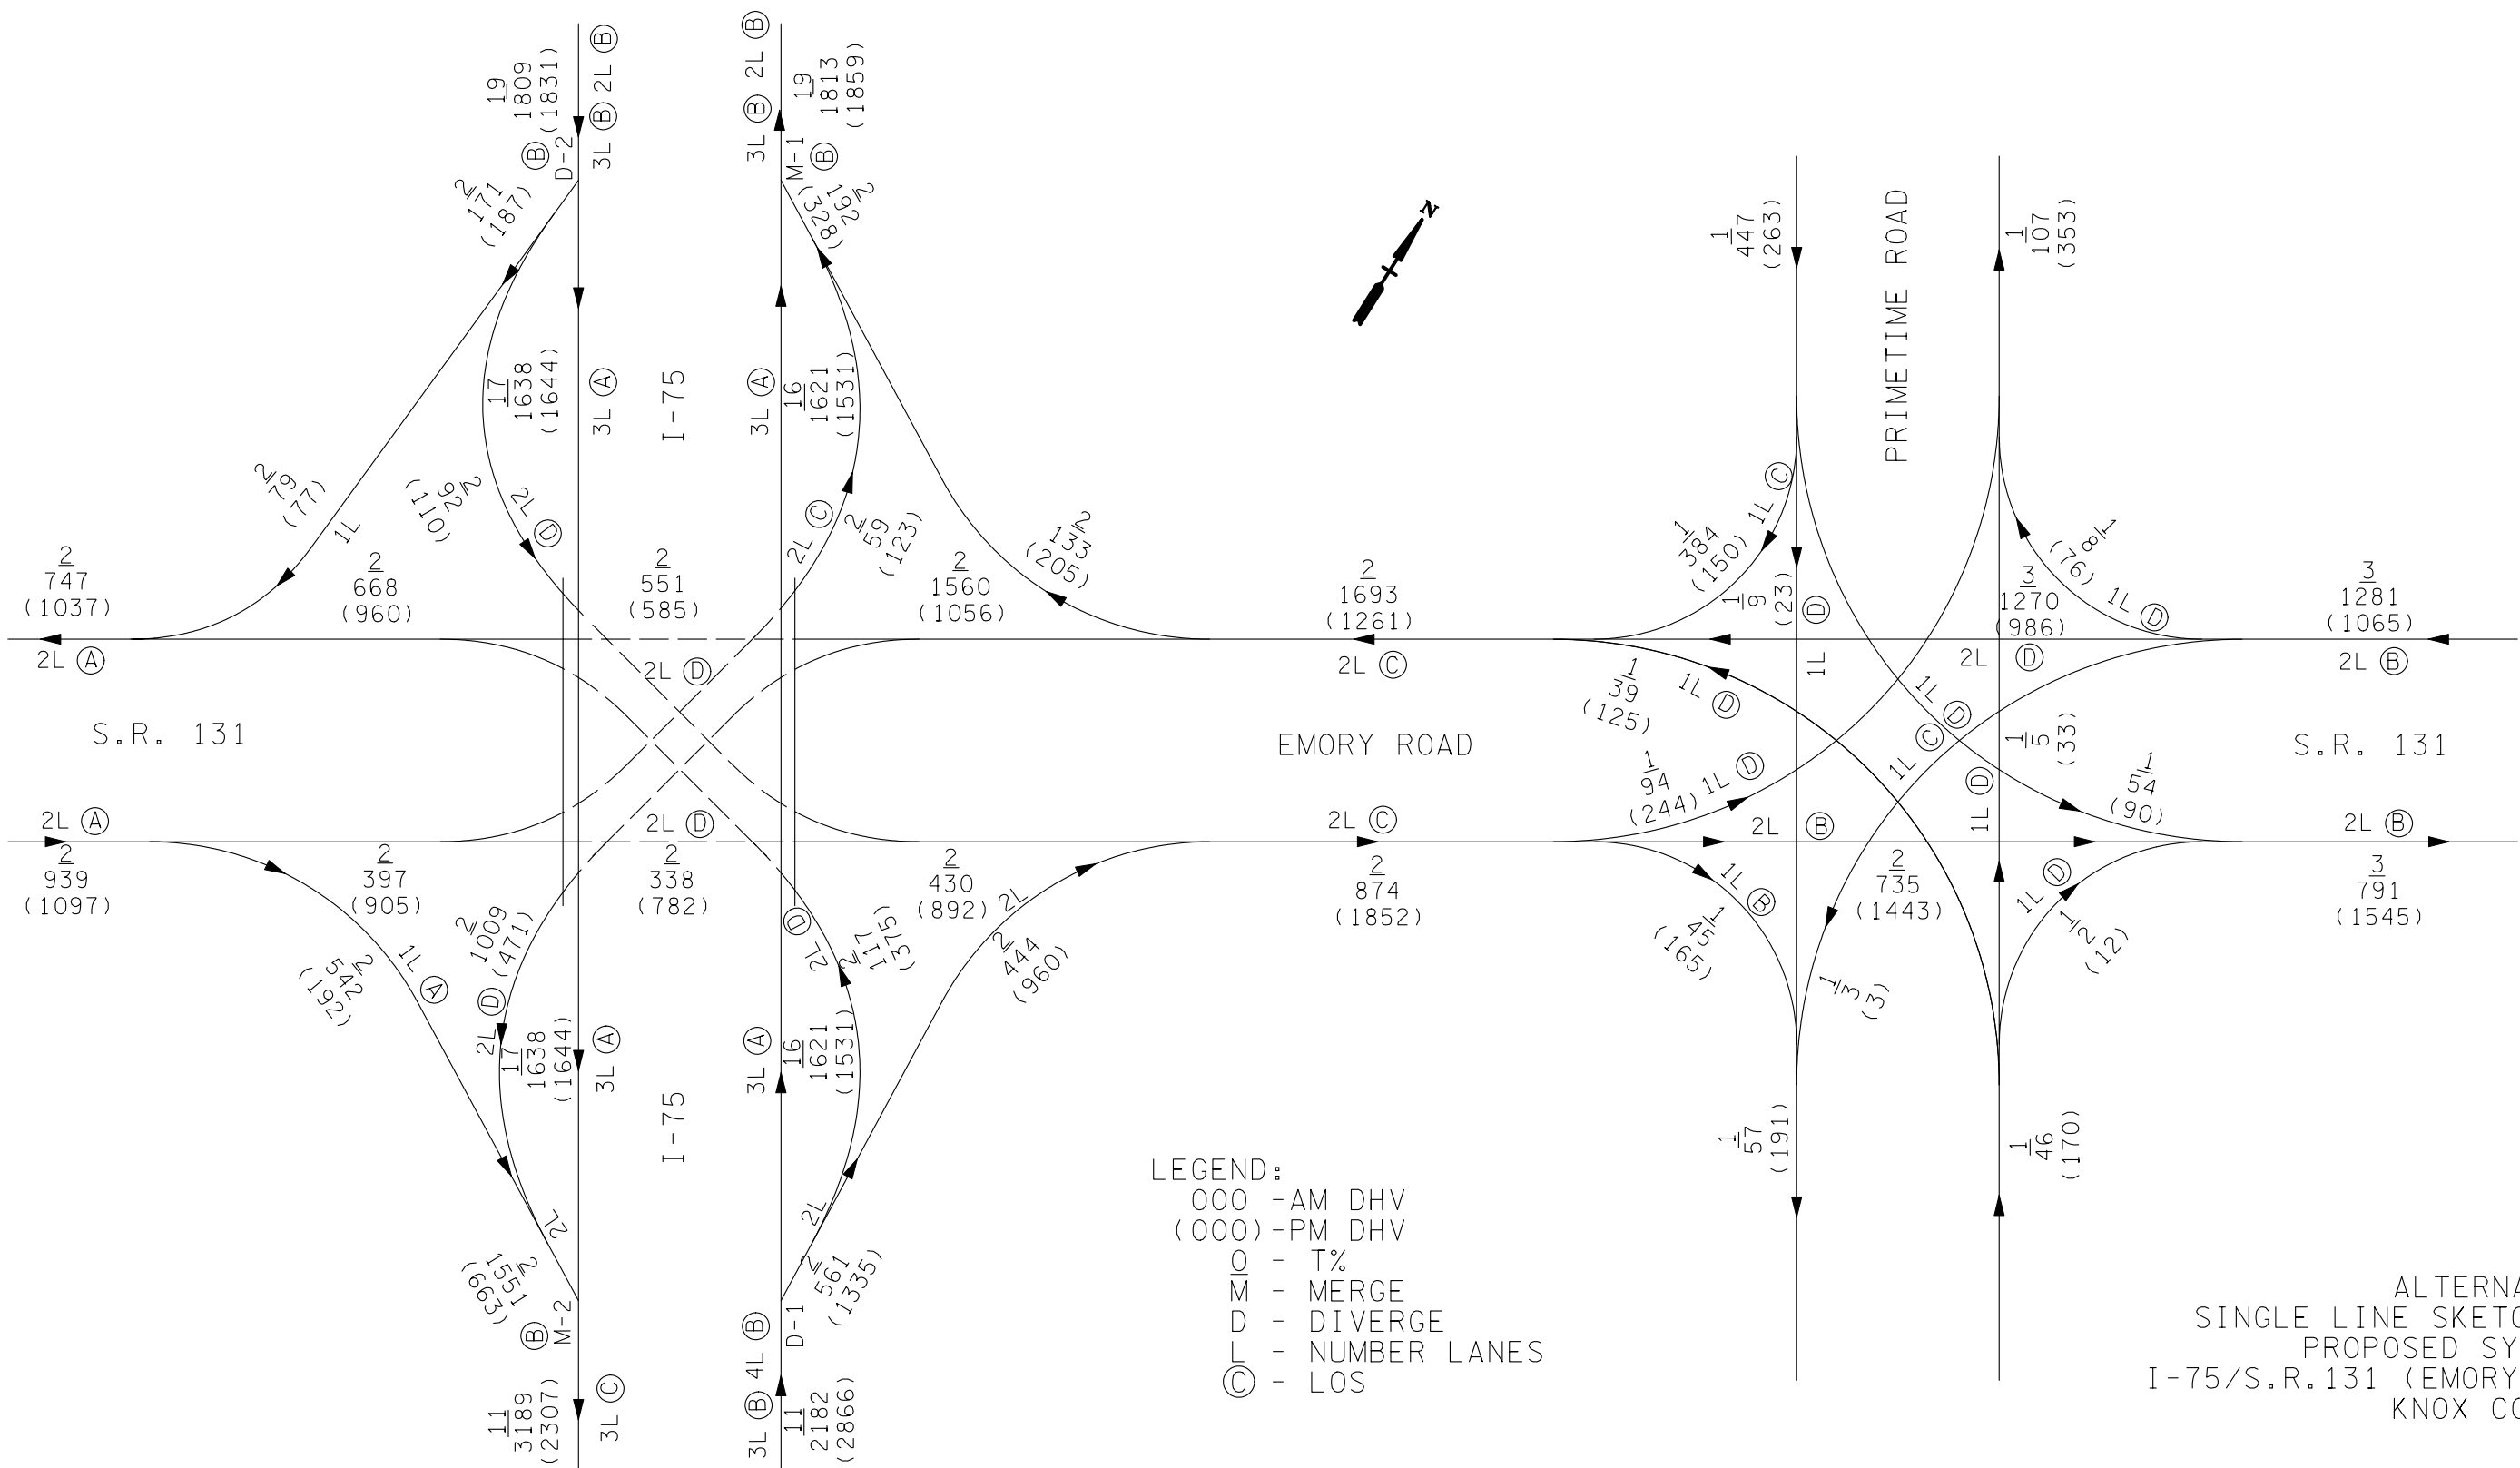 19
1809
(1831)
2L Ⓑ
3L Ⓑ
Ⓑ
D-2
2L Ⓑ
3L Ⓑ
19
1813
(1859)
M-1
Ⓑ
2
171
(187)
2
192
(328)
N
1
447
(263)
PRIMETIME ROAD
1
107
(353)
17
1638
(1644)
3L Ⓐ
I-75
3L Ⓐ
16
1621
(1531)
2
79
(77)
1L
2
92
(110)
2L Ⓓ
2L Ⓒ
2
59
(123)
2
133
(205)
1
384
(150)
1L Ⓒ
1
9
(23)
Ⓓ
1L
1
8
(76)
1L Ⓓ
2
747
(1037)
2L Ⓐ
2
668
(960)
2
551
(585)
2L Ⓓ
2
1560
(1056)
2
1693
(1261)
2L Ⓒ
3
1270
(986)
2L Ⓓ
3
1281
(1065)
2L Ⓑ
1
39
(125)
1L Ⓓ
1L Ⓓ
1L Ⓒ
1
5
(33)
1L Ⓓ
S.R. 131
EMORY ROAD
S.R. 131
1
94
(244)
1L Ⓓ
1
54
(90)
2L Ⓐ
2
939
(1097)
2
397
(905)
2L Ⓓ
2
338
(782)
2
430
(892)
2L Ⓒ
2
874
(1852)
2L Ⓑ
2
735
(1443)
2L Ⓑ
3
791
(1545)
2
542
(192)
1L Ⓐ
2
1009
(471)
2L Ⓓ
2L Ⓓ
2
117
(375)
2L
2
444
(960)
1L Ⓑ
1
45
(165)
1
3
(3)
1L Ⓓ
1
2
(12)
17
1638
(1644)
3L Ⓐ
I-75
3L Ⓐ
16
1621
(1531)
1
57
(191)
1
46
(170)
2L
2
1551
(663)
Ⓑ
M-2
2L
2
561
(1335)
D-1
4L Ⓑ
3L Ⓑ
11
3189
(2307)
3L Ⓒ
11
2182
(2866)
LEGEND:
000 -AM DHV
(000)-PM DHV
0 - T%
M - MERGE
D - DIVERGE
L - NUMBER LANES
Ⓒ - LOS
ALTERNA
SINGLE LINE SKETC
PROPOSED SY
I-75/S.R.131 (EMORY
KNOX CO